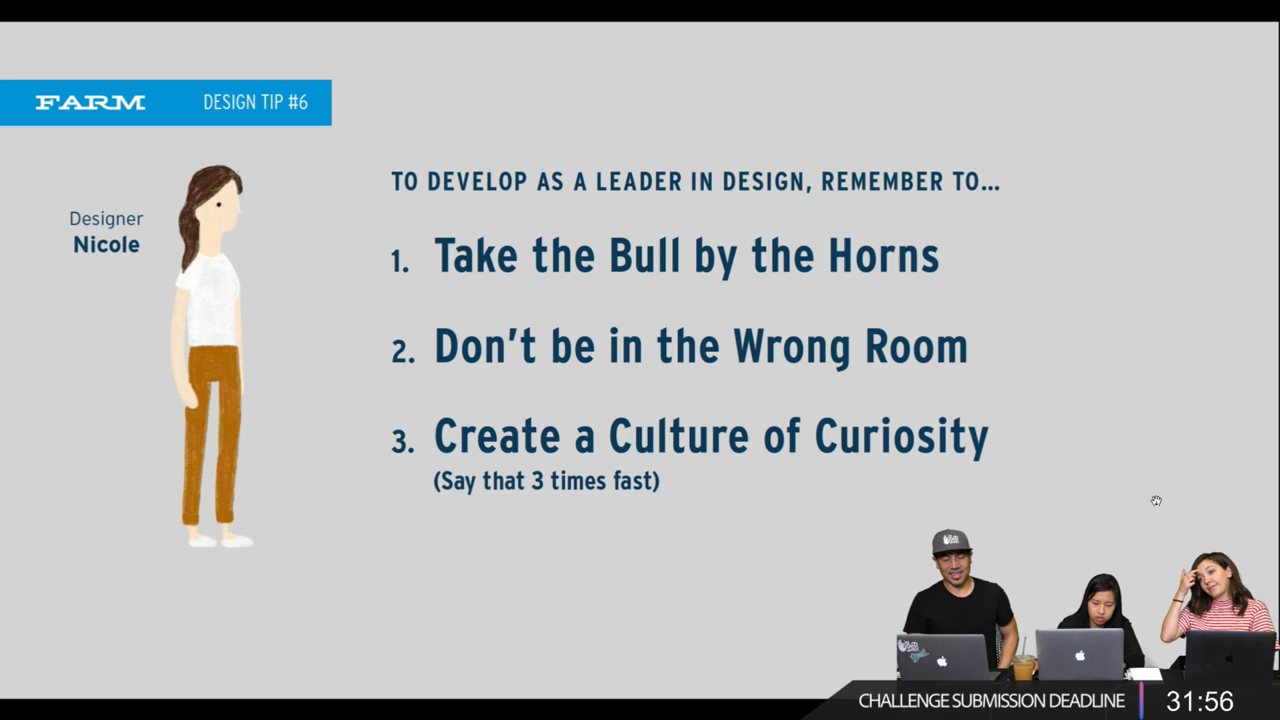 FARM
DESIGN TIP #6
TO DEVELOP AS A LEADER IN DESIGN, REMEMBER TO...
Designer
Nicole
1. Take the Bull by the Horns
2. Don't be in the Wrong Room
3. Create a Culture of Curiosity
(Say that 3 times fast)
CHALLENGE SUBMISSION DEADLINE
31:56